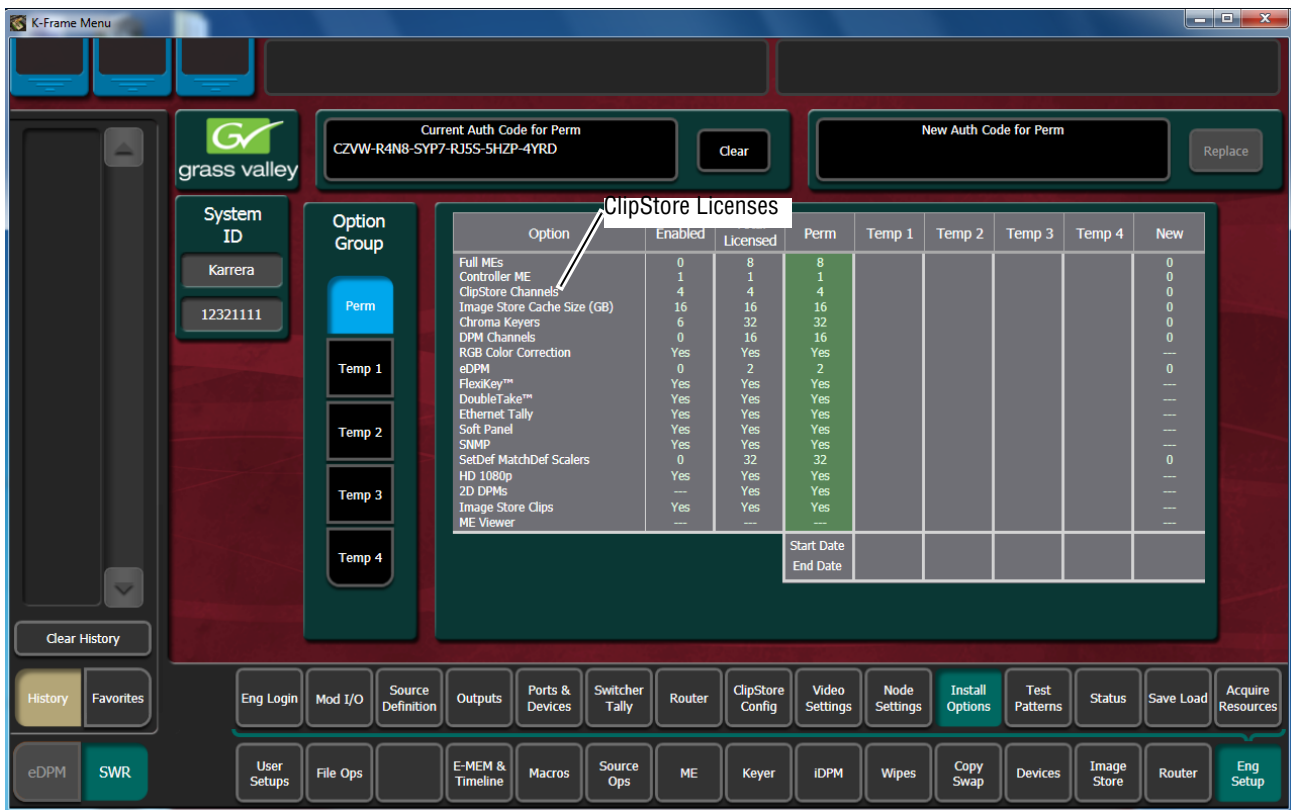 K-Frame Menu
grass valley
Current Auth Code for Perm
CZVW-R4N8-SYP7-RJ5S-5HZP-4YRD
Clear
New Auth Code for Perm
Replace
System
ID
Karrera
12321111
Option
Group
Perm
Temp 1
Temp 2
Temp 3
Temp 4
ClipStore Licenses
Option Enabled Licensed Perm Temp 1 Temp 2 Temp 3 Temp 4 New
Full MEs 0 8 8 0
Controller ME 1 1 1 0
ClipStore Channels 4 4 4 0
Image Store Cache Size (GB) 16 16 16 0
Chroma Keyers 6 32 32 0
DPM Channels 0 16 16 0
RGB Color Correction Yes Yes Yes ---
eDPM 0 2 2 0
FlexiKey™ Yes Yes Yes ---
DoubleTake™ Yes Yes Yes ---
Ethernet Tally Yes Yes Yes ---
Soft Panel Yes Yes Yes ---
SNMP Yes Yes Yes ---
SetDef MatchDef Scalers 0 32 32 0
HD 1080p Yes Yes Yes ---
2D DPMs --- Yes Yes ---
Image Store Clips Yes Yes Yes ---
ME Viewer --- --- --- ---
Start Date
End Date
Clear History
History
Favorites
Eng Login
Mod I/O
Source
Definition
Outputs
Ports &
Devices
Switcher
Tally
Router
ClipStore
Config
Video
Settings
Node
Settings
Install
Options
Test
Patterns
Status
Save Load
Acquire
Resources
eDPM
SWR
User
Setups
File Ops
E-MEM &
Timeline
Macros
Source
Ops
ME
Keyer
iDPM
Wipes
Copy
Swap
Devices
Image
Store
Router
Eng
Setup